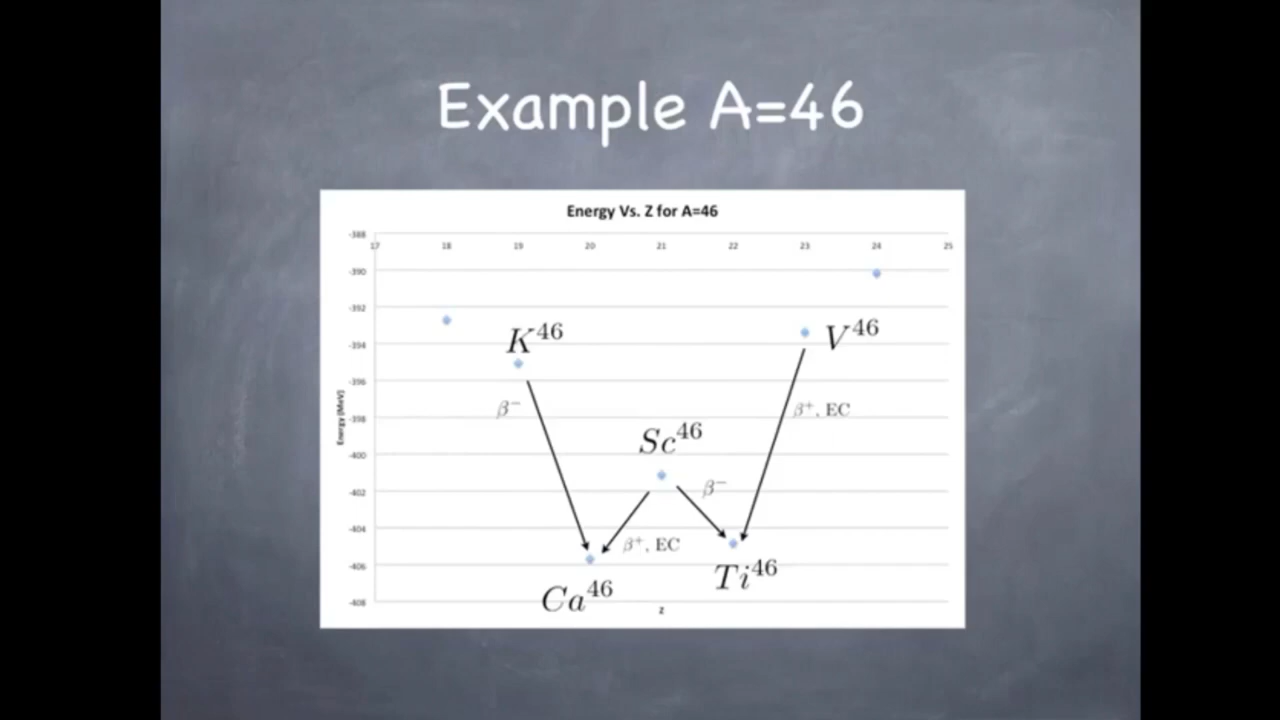 Example A=46
Energy Vs. Z for A=46
-388
17 18 19 20 21 22 23 24 25
-390
-392
-394
-396
-398
-400
-402
-404
-406
-408
Energy [MeV]
K⁴⁶
V⁴⁶
β⁻
β⁺, EC
Sc⁴⁶
β⁻
β⁺, EC
Ca⁴⁶
Ti⁴⁶
Z